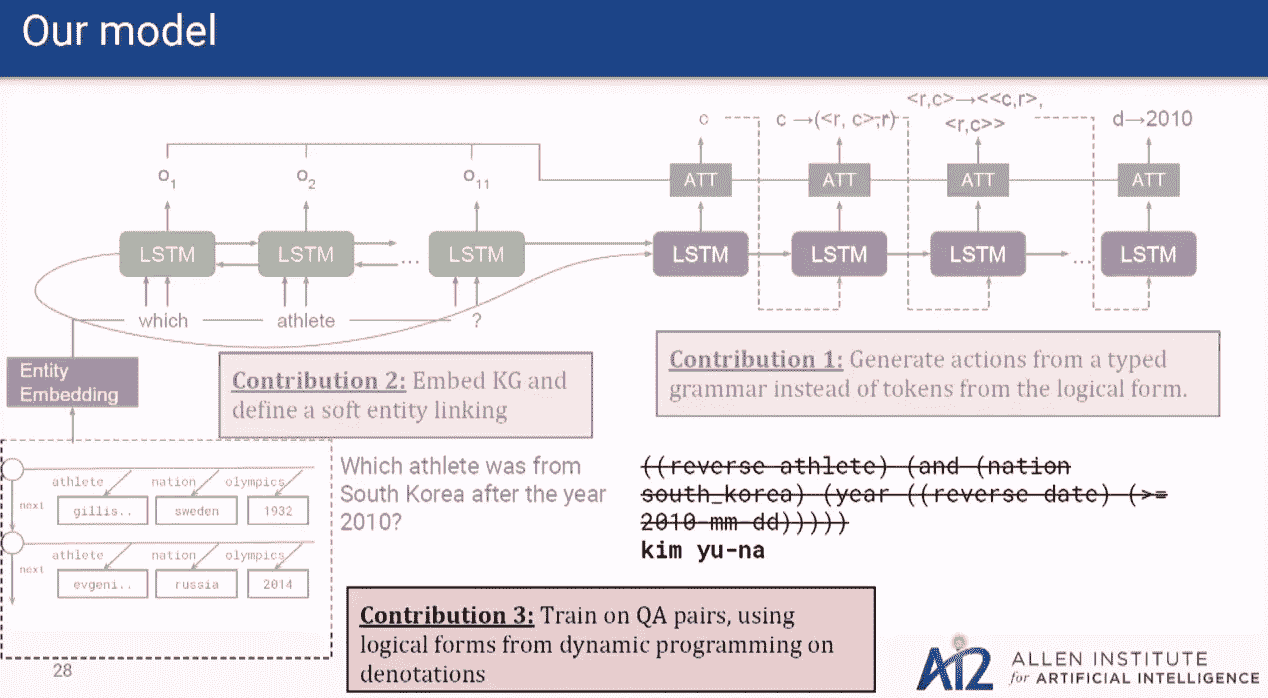 Our model
<r,c>→<<c,r>,
c c →(<r, c>,r) <r,c>> d→2010
o1 o2 o11 ATT ATT ATT ATT
LSTM LSTM ... LSTM LSTM LSTM LSTM ... LSTM
which athlete ?
Entity
Embedding
Contribution 2: Embed KG and
define a soft entity linking
Contribution 1: Generate actions from a typed
grammar instead of tokens from the logical form.
athlete nation olympics
next gillis.. sweden 1932
athlete nation olympics
next evgeni.. russia 2014
Which athlete was from
South Korea after the year
2010?
((reverse athlete) (and (nation
south_korea) (year ((reverse date) (>=
2010-mm-dd)))))
kim yu-na
Contribution 3: Train on QA pairs, using
logical forms from dynamic programming on
denotations
28
AI2
ALLEN INSTITUTE
for ARTIFICIAL INTELLIGENCE